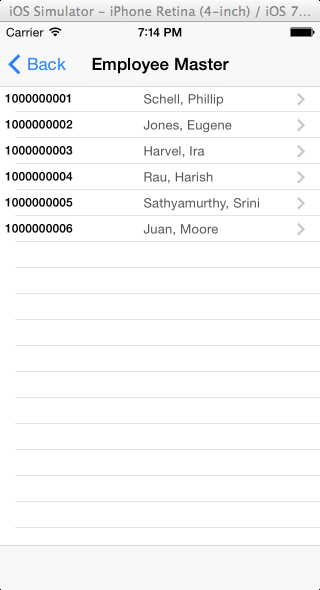 iOS Simulator – iPhone Retina (4-inch) / iOS 7...
Carrier 7:14 PM
Back Employee Master
1000000001 Schell, Phillip
1000000002 Jones, Eugene
1000000003 Harvel, Ira
1000000004 Rau, Harish
1000000005 Sathyamurthy, Srini
1000000006 Juan, Moore